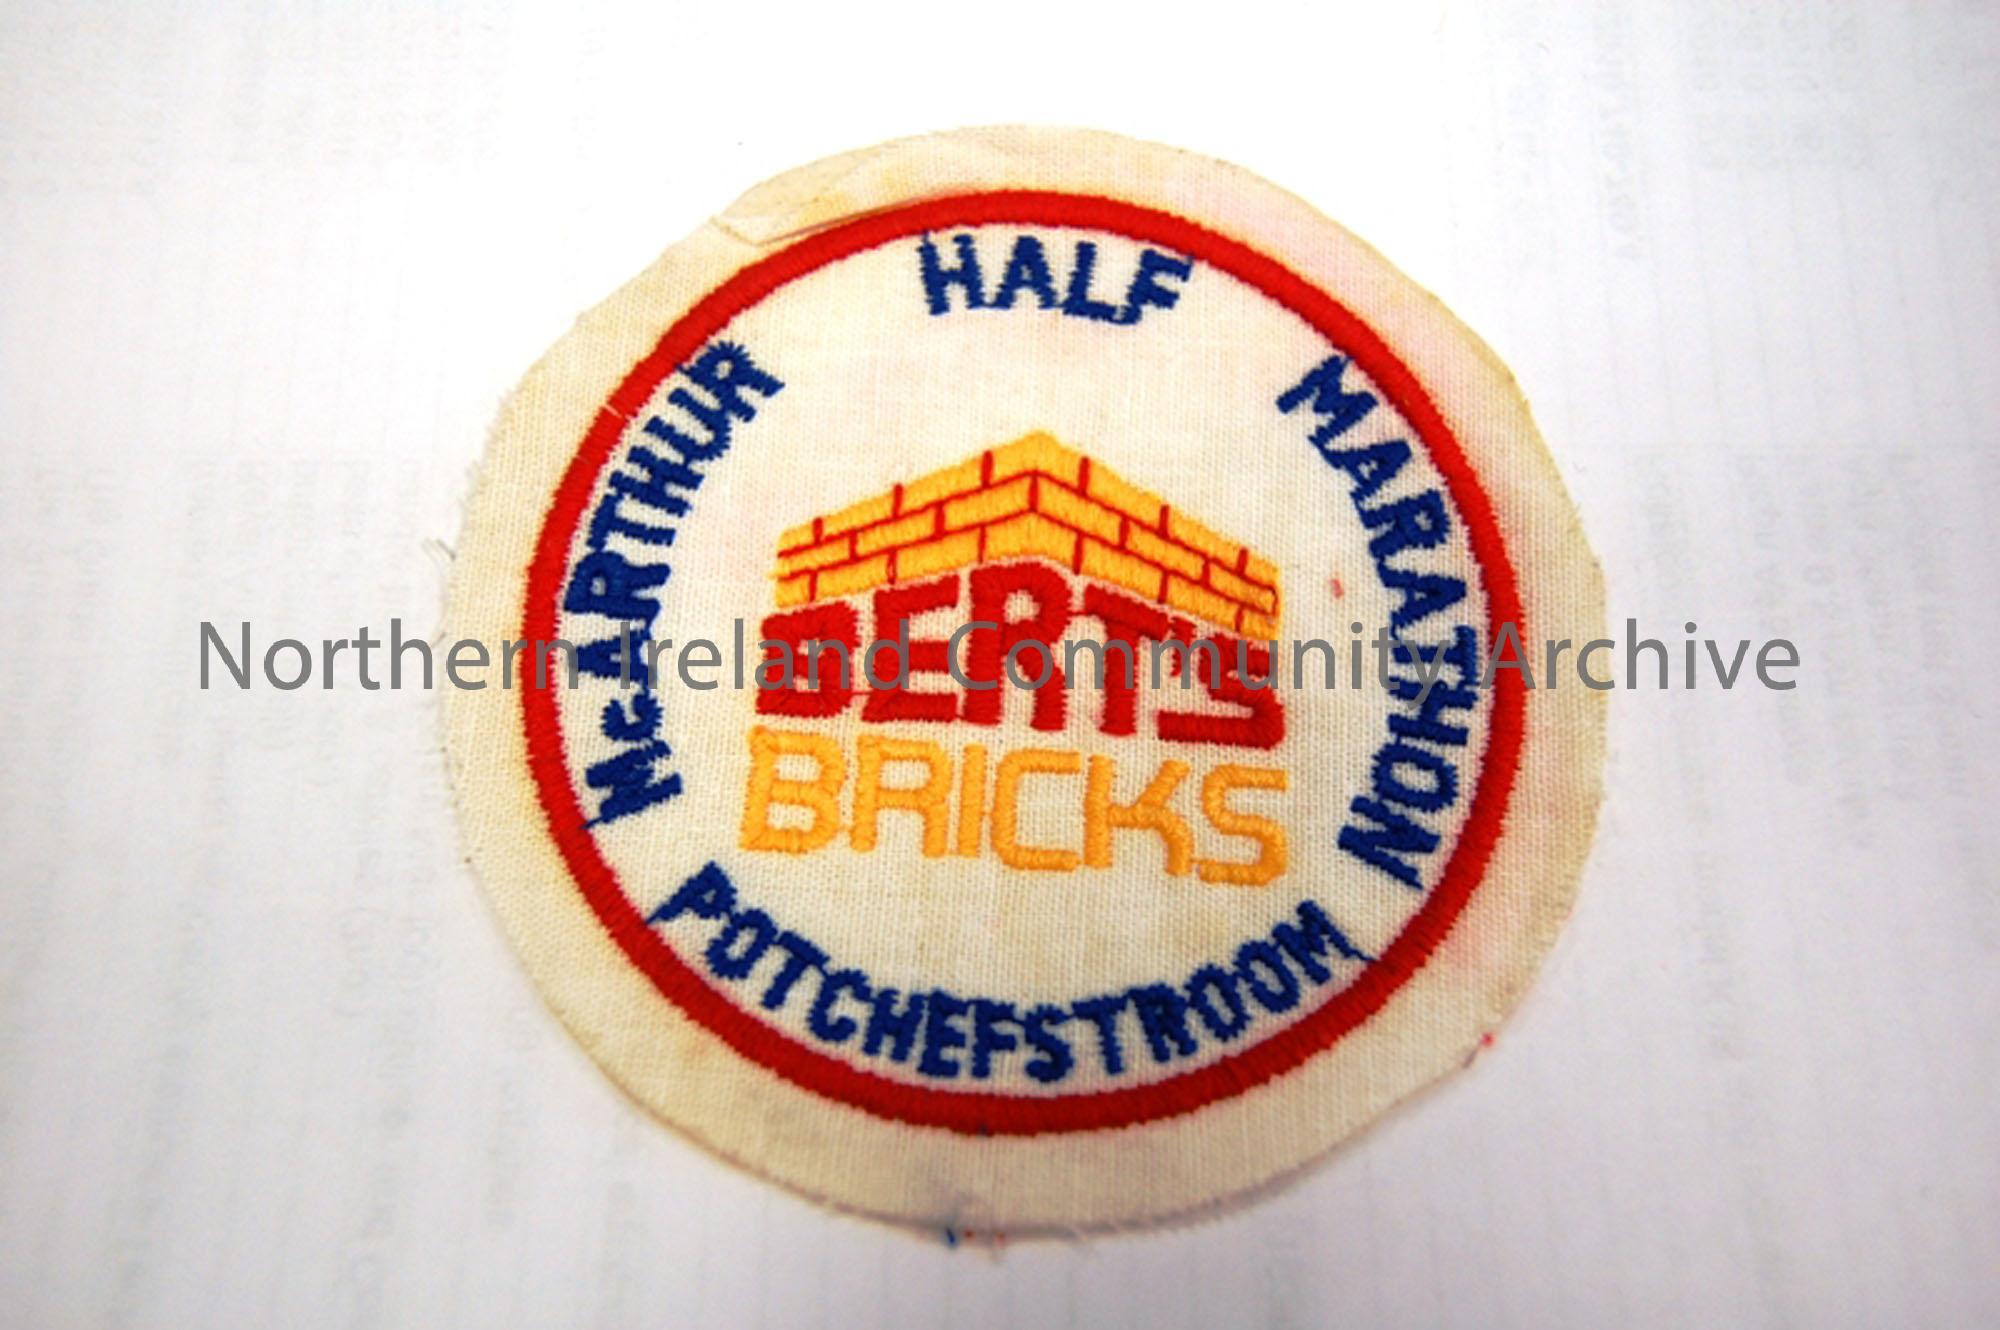 McARTHUR
HALF
MARATHON
BERT'S
BRICKS
POTCHEFSTROOM
Northern Ireland Community Archive